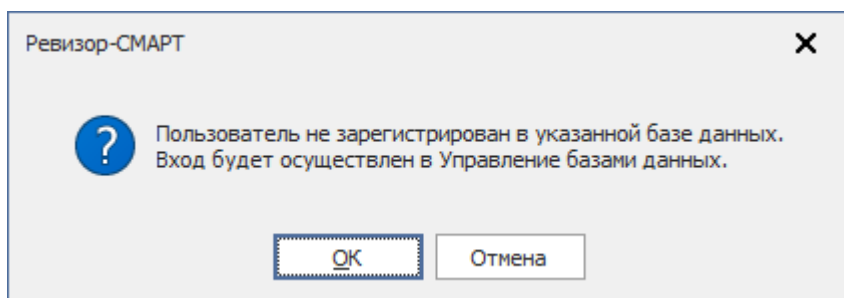 Ревизор-СМАРТ
Пользователь не зарегистрирован в указанной базе данных.
Вход будет осуществлен в Управление базами данных.
ОК
Отмена